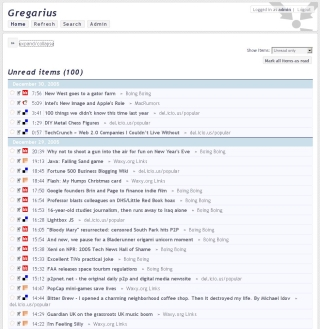 Gregarius
Logged in as admin | Logout
Home Refresh Search Admin
expand/collapse
Show Items: Unread only
Mark all items as read
Unread items (100)
7:56 New West goes to a gator farm • Boing Boing
5:09 Intel's New Image and Apple's Role • MacRumors
3:41 100 things we didn't know this time last year • del.icio.us/popular
1:29 DIY Metal Chess Figures • del.icio.us/popular
0:57 TechCrunch » Web 2.0 Companies I Couldn't Live Without • del.icio.us/popular
20:39 Why not to shoot a gun into the air for fun on New Year's Eve • Boing Boing
19:13 Java: Falling Sand game • Waxy.org Links
18:45 Fortune 500 Business Blogging Wiki • del.icio.us/popular
18:44 Flash: My Humps Christmas card • Waxy.org Links
17:50 Google founders Brin and Page to finance indie film • Boing Boing
16:54 Professor blasts colleagues on DHS/Little Red Book hoax • Boing Boing
16:53 16-year-old studies journalism, then runs away to Iraq alone • Boing Boing
16:28 Lightbox JS • del.icio.us/popular
16:05 "Bloody Mary" resurrected: censored South Park hits P2P • Boing Boing
15:54 And now, we pause for a Bladerunner origami unicorn moment • Boing Boing
15:38 Xeni on NPR: 2005 Tech News Hall of Shame • Boing Boing
15:33 Excellent TVs practical joke • Boing Boing
15:32 FAA releases space tourism regulations • Boing Boing
15:12 p2pnet.net - the original daily p2p and digital media newssite • del.icio.us/popular
14:47 PopCap mini-games save lives • Waxy.org Links
14:44 Bitter Brew - I opened a charming neighborhood coffee shop. Then it destroyed my life. By Michael Idov •
del.icio.us/popular
14:29 Guardian UK on the grassroots UK music boom • Waxy.org Links
14:22 I'm Feeling Silly • Waxy.org Links